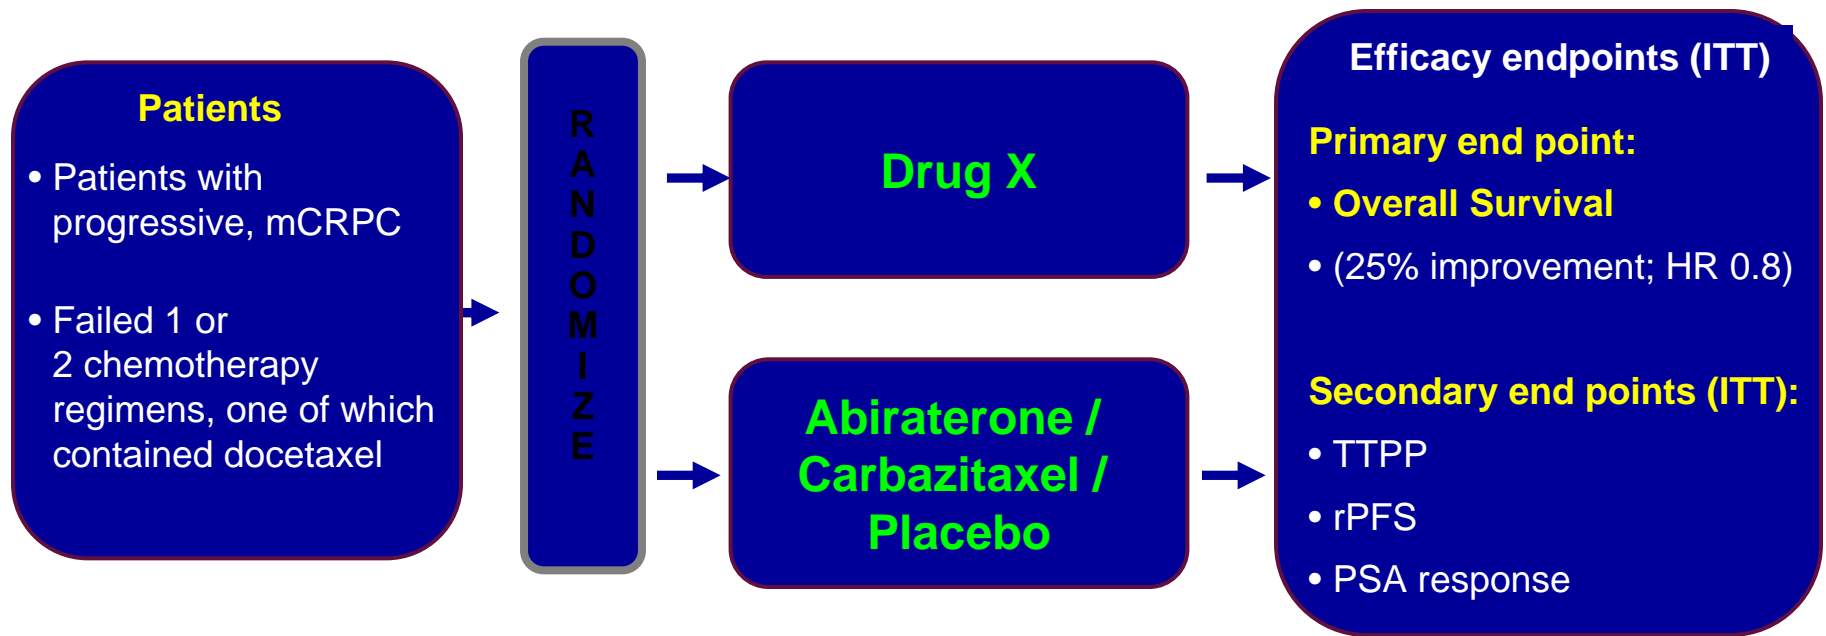 Patients
• Patients with
progressive, mCRPC
• Failed 1 or
2 chemotherapy
regimens, one of which
contained docetaxel
R
A
N
D
O
M
I
Z
E
Drug X
Abiraterone /
Carbazitaxel /
Placebo
Efficacy endpoints (ITT)
Primary end point:
• Overall Survival
• (25% improvement; HR 0.8)
Secondary end points (ITT):
• TTPP
• rPFS
• PSA response